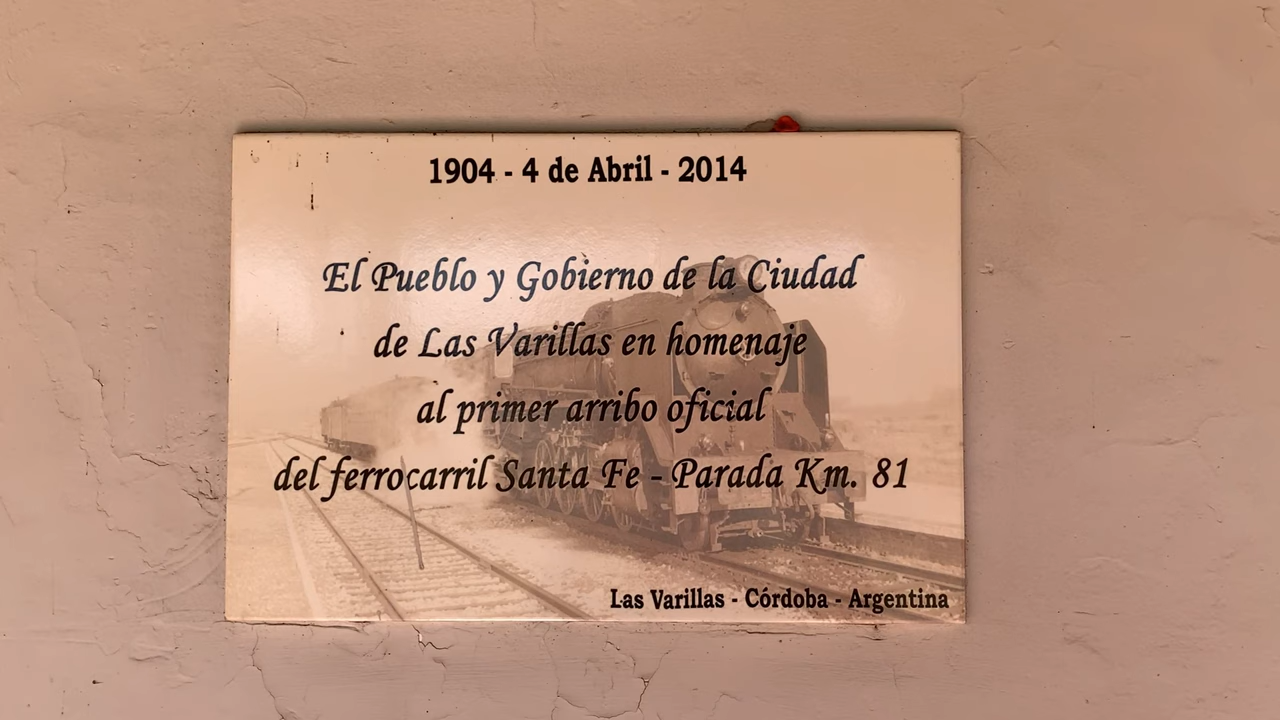 1904 - 4 de Abril - 2014
El Pueblo y Gobierno de la Ciudad
de Las Varillas en homenaje
al primer arribo oficial
del ferrocarril Santa Fe - Parada Km. 81
Las Varillas - Córdoba - Argentina